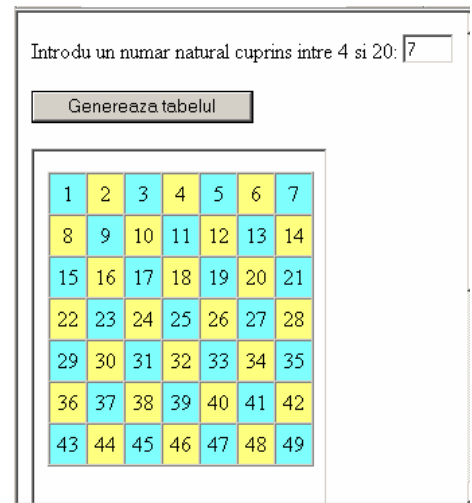 Introdu un numar natural cuprins intre 4 si 20: 7
Genereaza tabelul
1 2 3 4 5 6 7
8 9 10 11 12 13 14
15 16 17 18 19 20 21
22 23 24 25 26 27 28
29 30 31 32 33 34 35
36 37 38 39 40 41 42
43 44 45 46 47 48 49